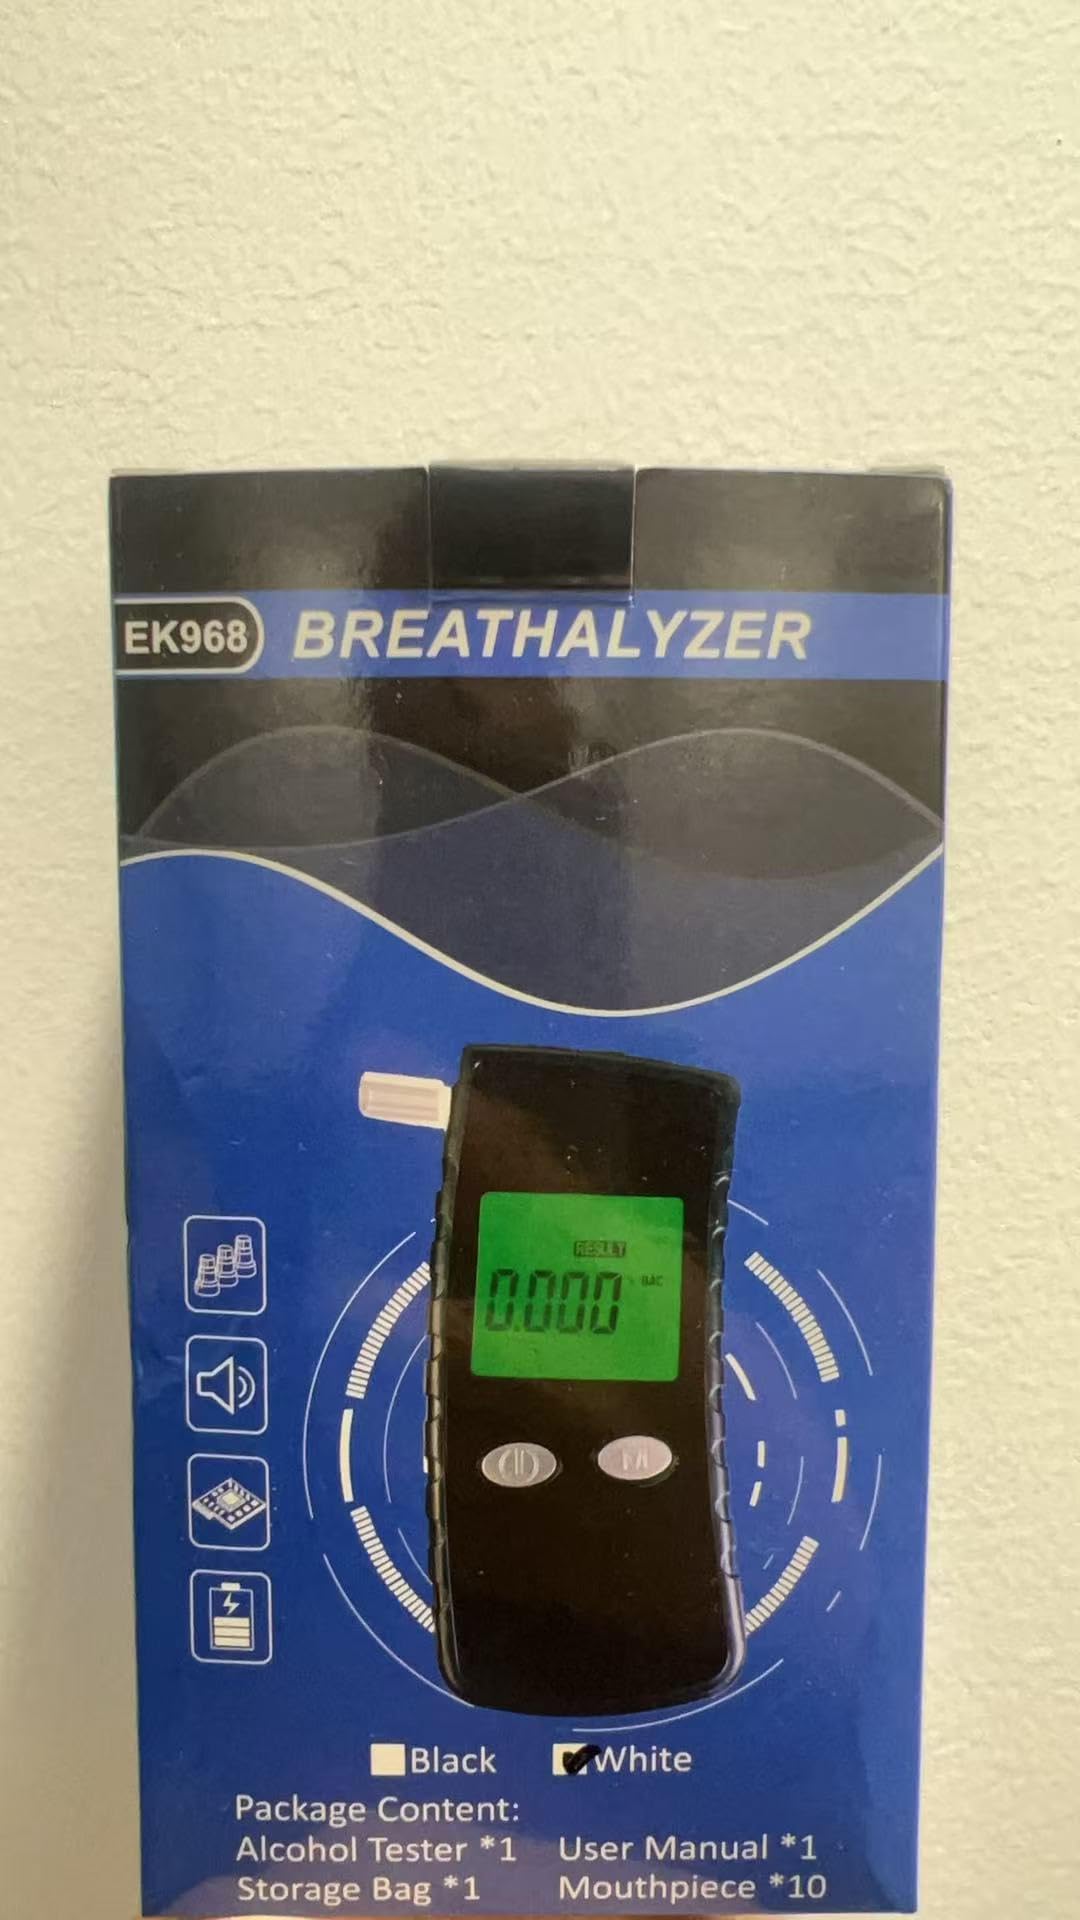 EK968 BREATHALYZER
RESULT
0.000 % BAC
M
Black White
Package Content:
Alcohol Tester *1 User Manual *1
Storage Bag *1 Mouthpiece *10